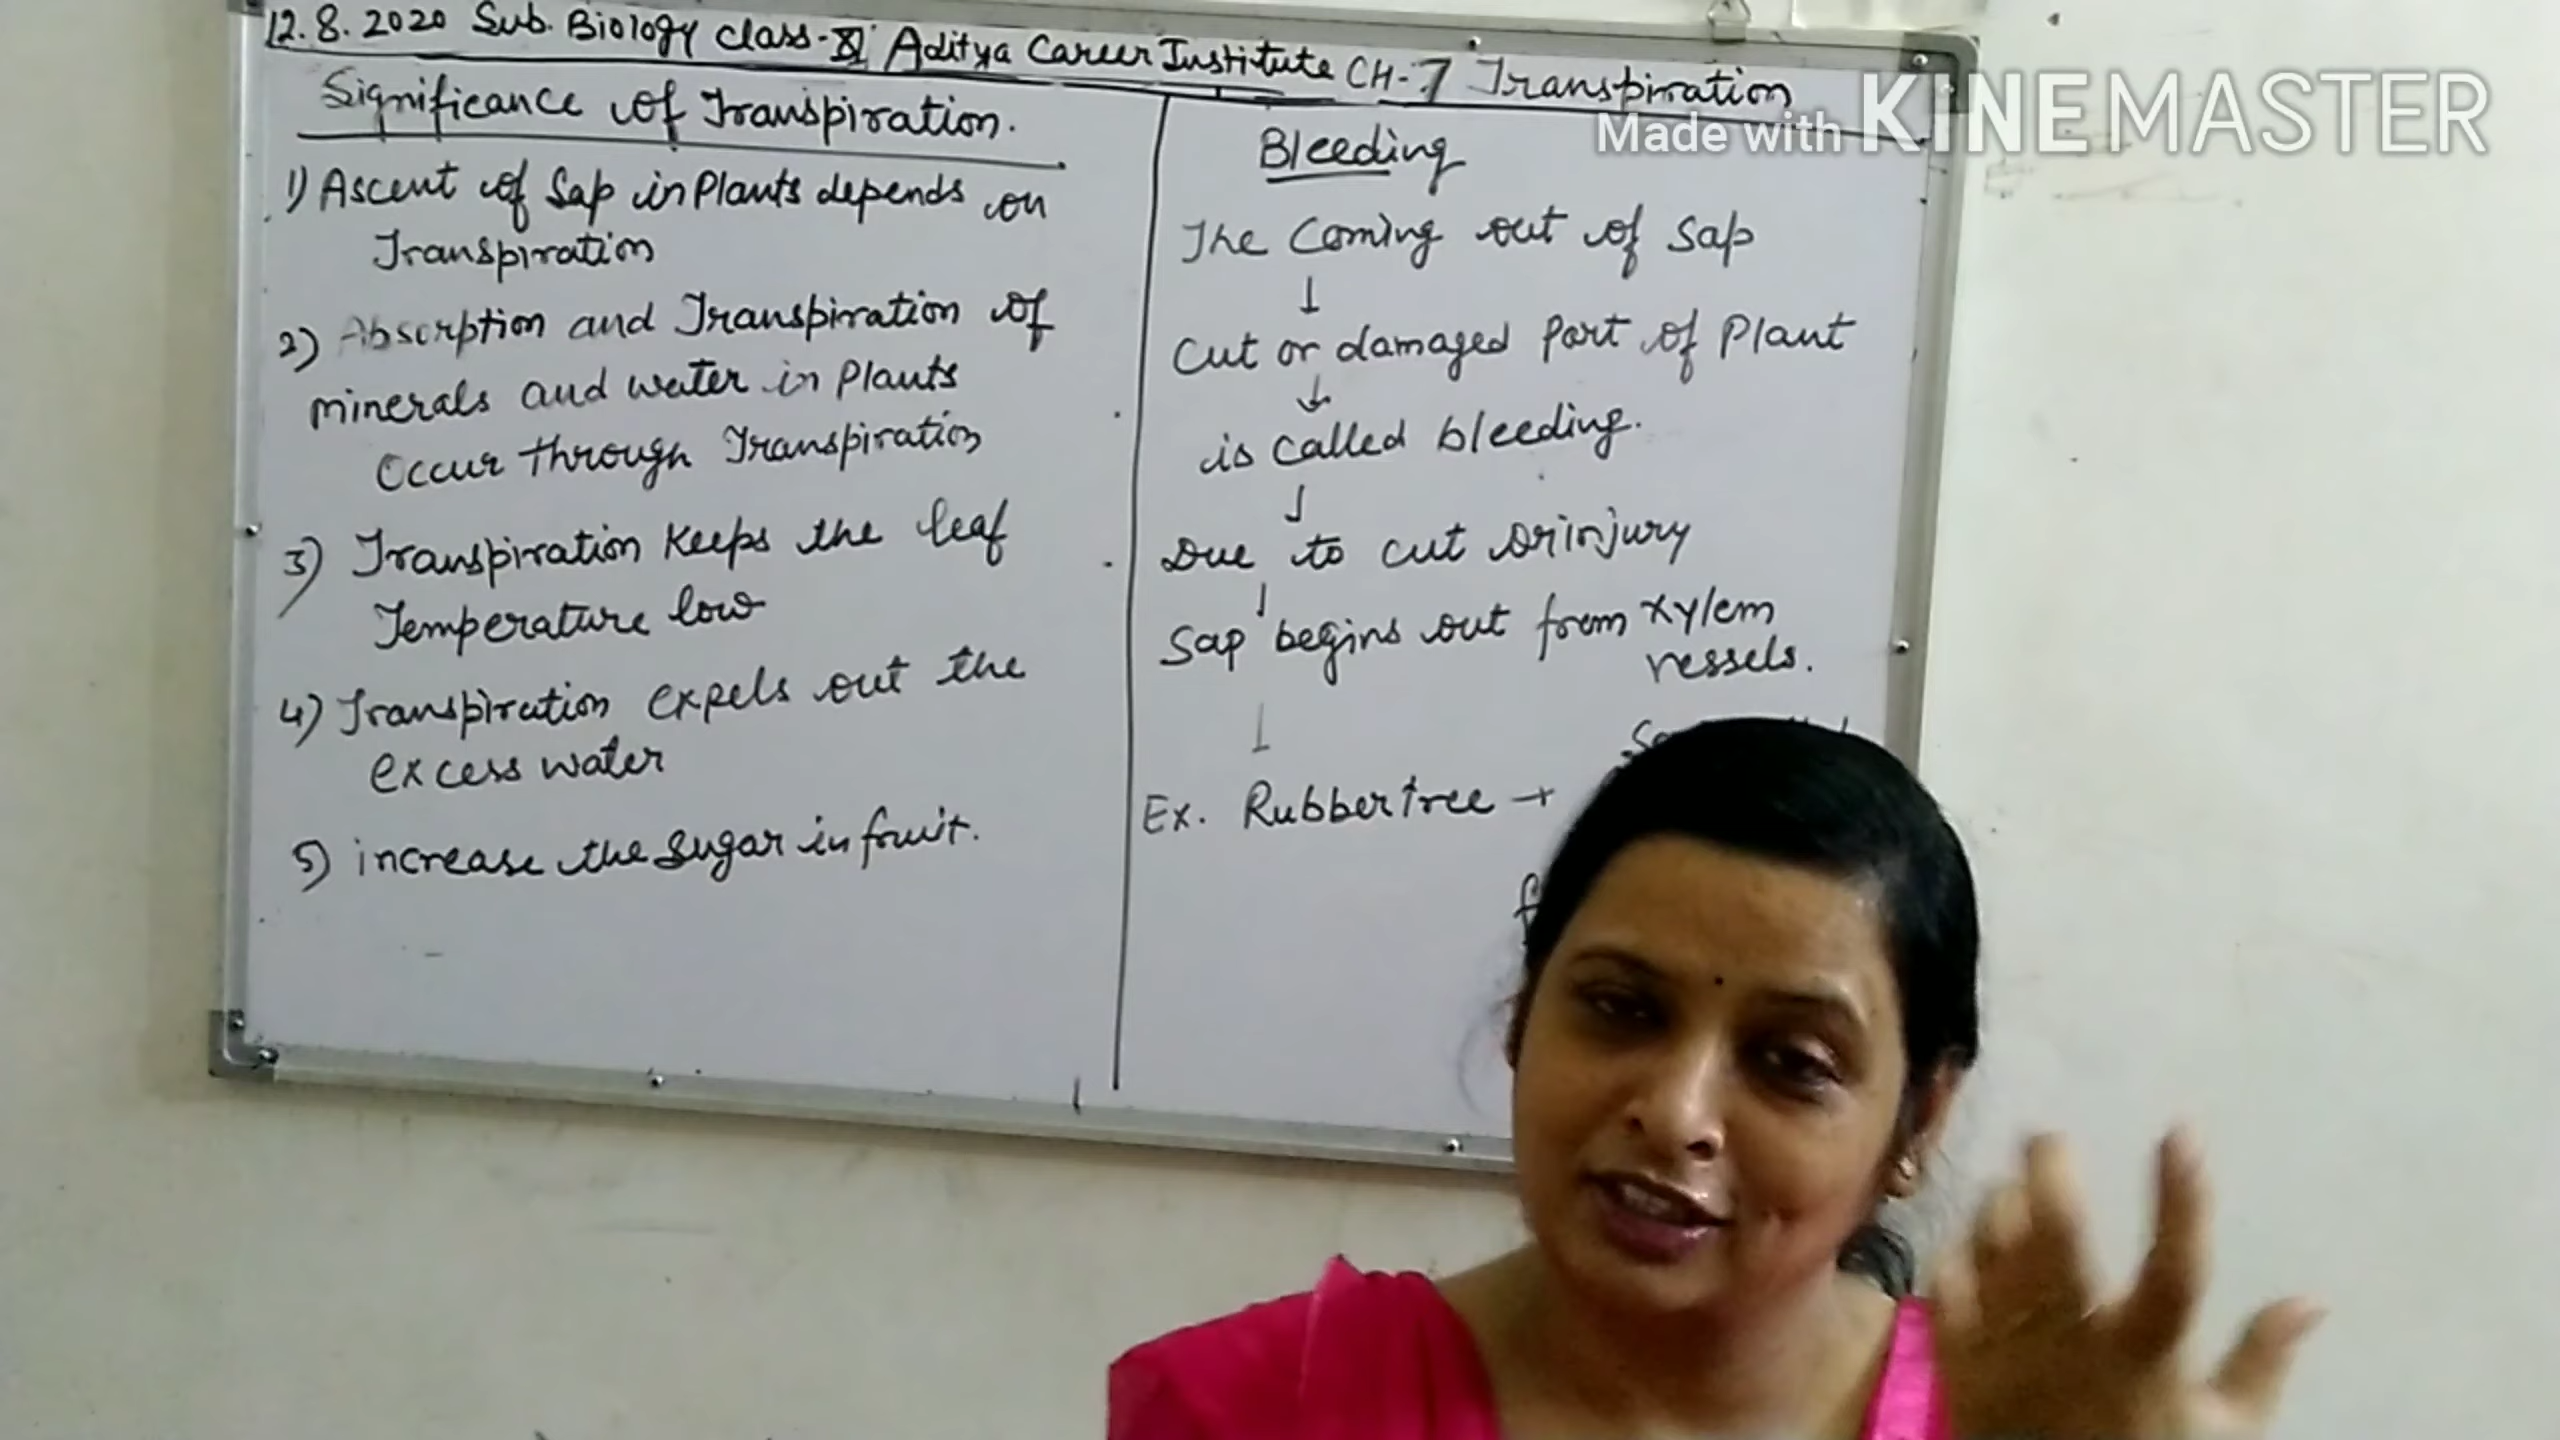 12.8.2020 Sub. Biology class-XI Aditya Career Institute CH-7 Transpiration
Made with KINEMASTER
Significance of Transpiration.
1) Ascent of Sap in Plants depends on
Transpiration
2) Absorption and Transpiration of
minerals and water in Plants
Occur through Transpiration
3) Transpiration Keeps the leaf
Temperature low
4) Transpiration expels out the
excess water
5) increase the Sugar in fruit.
Bleeding
The Coming out of Sap
↓
Cut or damaged Part of Plant
↓
is called bleeding.
↓
Due to cut or injury
↓
Sap begins out from xylem
vessels.
↓
Ex. Rubber tree →